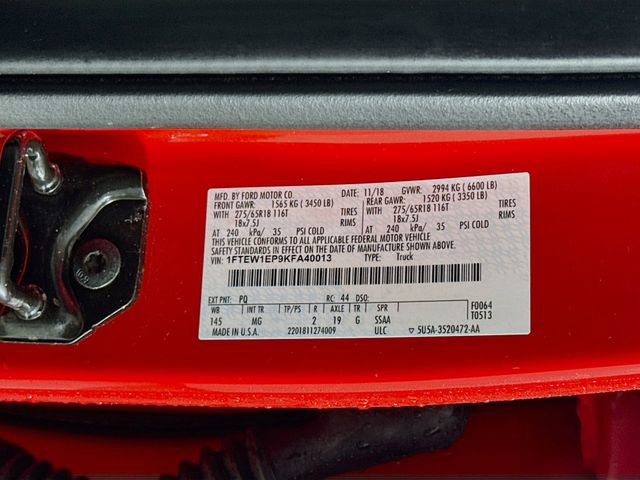 MFD. BY FORD MOTOR CO. DATE: 11/18 GVWR: 2994 KG ( 6600 LB)
FRONT GAWR: 1565 KG ( 3450 LB) REAR GAWR: 1520 KG ( 3350 LB)
WITH 275/65R18 116T TIRES WITH 275/65R18 116T TIRES
18x7.5J RIMS 18x7.5J RIMS
AT 240 kPa/ 35 PSI COLD AT 240 kPa/ 35 PSI COLD
THIS VEHICLE CONFORMS TO ALL APPLICABLE FEDERAL MOTOR VEHICLE
SAFETY STANDARDS IN EFFECT ON THE DATE OF MANUFACTURE SHOWN ABOVE.
VIN: 1FTEW1EP9KFA40013 TYPE: Truck
EXT PNT: PQ RC: 44 DSO: F0064
WB INT TR TP/PS R AXLE TR SPR T0513
145 MG 2 19 G SSAA
MADE IN U.S.A. 2201811274009 ULC ▽ 5U5A-3520472-AA